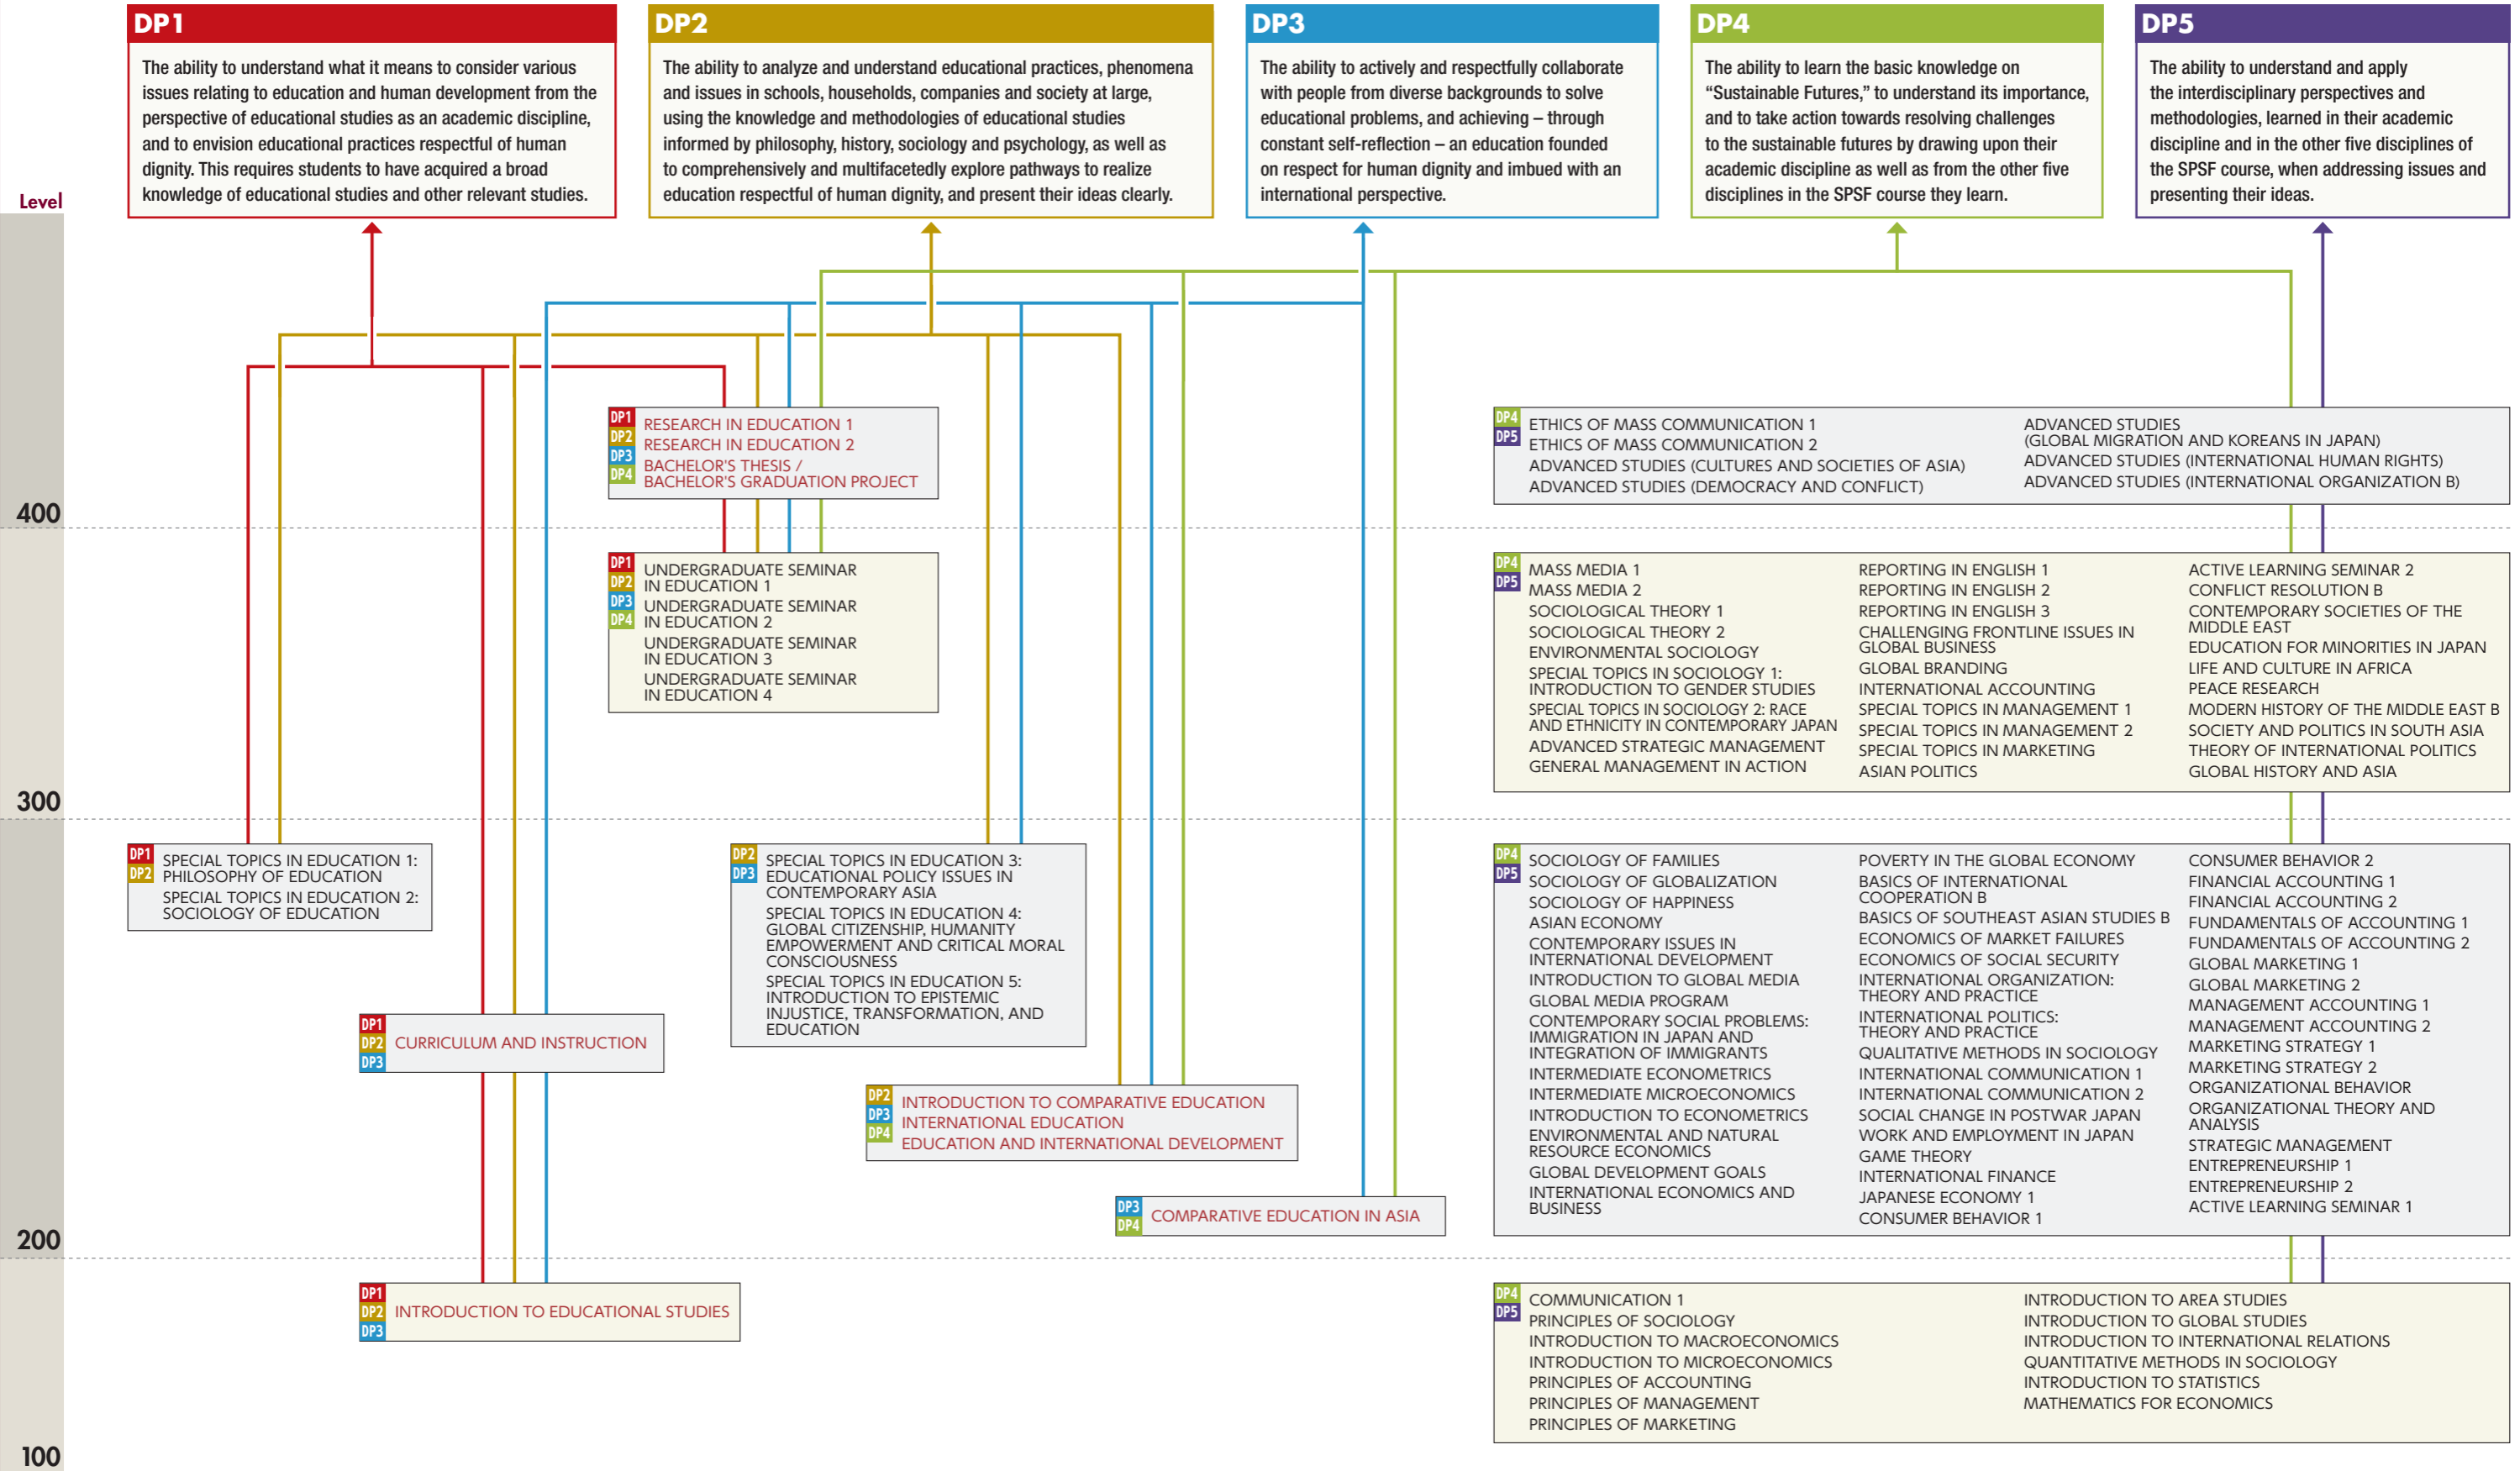 DP1
The ability to understand what it means to consider various
issues relating to education and human development from the
perspective of educational studies as an academic discipline,
and to envision educational practices respectful of human
dignity. This requires students to have acquired a broad
knowledge of educational studies and other relevant studies.
DP2
The ability to analyze and understand educational practices, phenomena
and issues in schools, households, companies and society at large,
using the knowledge and methodologies of educational studies
informed by philosophy, history, sociology and psychology, as well as
to comprehensively and multifacetedly explore pathways to realize
education respectful of human dignity, and present their ideas clearly.
DP3
The ability to actively and respectfully collaborate
with people from diverse backgrounds to solve
educational problems, and achieving – through
constant self-reflection – an education founded
on respect for human dignity and imbued with an
international perspective.
DP4
The ability to learn the basic knowledge on
“Sustainable Futures,” to understand its importance,
and to take action towards resolving challenges
to the sustainable futures by drawing upon their
academic discipline as well as from the other five
disciplines in the SPSF course they learn.
DP5
The ability to understand and apply
the interdisciplinary perspectives and
methodologies, learned in their academic
discipline and in the other five disciplines of
the SPSF course, when addressing issues and
presenting their ideas.
Level
DP1
DP2
DP3
DP4
RESEARCH IN EDUCATION 1
RESEARCH IN EDUCATION 2
BACHELOR'S THESIS /
BACHELOR'S GRADUATION PROJECT
DP4
DP5
ETHICS OF MASS COMMUNICATION 1
ETHICS OF MASS COMMUNICATION 2
ADVANCED STUDIES (CULTURES AND SOCIETIES OF ASIA)
ADVANCED STUDIES (DEMOCRACY AND CONFLICT)
ADVANCED STUDIES
(GLOBAL MIGRATION AND KOREANS IN JAPAN)
ADVANCED STUDIES (INTERNATIONAL HUMAN RIGHTS)
ADVANCED STUDIES (INTERNATIONAL ORGANIZATION B)
400
DP1
DP2
DP3
DP4
UNDERGRADUATE SEMINAR
IN EDUCATION 1
UNDERGRADUATE SEMINAR
IN EDUCATION 2
UNDERGRADUATE SEMINAR
IN EDUCATION 3
UNDERGRADUATE SEMINAR
IN EDUCATION 4
DP4
DP5
MASS MEDIA 1
MASS MEDIA 2
SOCIOLOGICAL THEORY 1
SOCIOLOGICAL THEORY 2
ENVIRONMENTAL SOCIOLOGY
SPECIAL TOPICS IN SOCIOLOGY 1:
INTRODUCTION TO GENDER STUDIES
SPECIAL TOPICS IN SOCIOLOGY 2: RACE
AND ETHNICITY IN CONTEMPORARY JAPAN
ADVANCED STRATEGIC MANAGEMENT
GENERAL MANAGEMENT IN ACTION
REPORTING IN ENGLISH 1
REPORTING IN ENGLISH 2
REPORTING IN ENGLISH 3
CHALLENGING FRONTLINE ISSUES IN
GLOBAL BUSINESS
GLOBAL BRANDING
INTERNATIONAL ACCOUNTING
SPECIAL TOPICS IN MANAGEMENT 1
SPECIAL TOPICS IN MANAGEMENT 2
SPECIAL TOPICS IN MARKETING
ASIAN POLITICS
ACTIVE LEARNING SEMINAR 2
CONFLICT RESOLUTION B
CONTEMPORARY SOCIETIES OF THE
MIDDLE EAST
EDUCATION FOR MINORITIES IN JAPAN
LIFE AND CULTURE IN AFRICA
PEACE RESEARCH
MODERN HISTORY OF THE MIDDLE EAST B
SOCIETY AND POLITICS IN SOUTH ASIA
THEORY OF INTERNATIONAL POLITICS
GLOBAL HISTORY AND ASIA
300
DP1
DP2
SPECIAL TOPICS IN EDUCATION 1:
PHILOSOPHY OF EDUCATION
SPECIAL TOPICS IN EDUCATION 2:
SOCIOLOGY OF EDUCATION
DP2
DP3
SPECIAL TOPICS IN EDUCATION 3:
EDUCATIONAL POLICY ISSUES IN
CONTEMPORARY ASIA
SPECIAL TOPICS IN EDUCATION 4:
GLOBAL CITIZENSHIP, HUMANITY
EMPOWERMENT AND CRITICAL MORAL
CONSCIOUSNESS
SPECIAL TOPICS IN EDUCATION 5:
INTRODUCTION TO EPISTEMIC
INJUSTICE, TRANSFORMATION, AND
EDUCATION
DP1
DP2
DP3
CURRICULUM AND INSTRUCTION
DP2
DP3
DP4
INTRODUCTION TO COMPARATIVE EDUCATION
INTERNATIONAL EDUCATION
EDUCATION AND INTERNATIONAL DEVELOPMENT
DP3
DP4
COMPARATIVE EDUCATION IN ASIA
DP4
DP5
SOCIOLOGY OF FAMILIES
SOCIOLOGY OF GLOBALIZATION
SOCIOLOGY OF HAPPINESS
ASIAN ECONOMY
CONTEMPORARY ISSUES IN
INTERNATIONAL DEVELOPMENT
INTRODUCTION TO GLOBAL MEDIA
GLOBAL MEDIA PROGRAM
CONTEMPORARY SOCIAL PROBLEMS:
IMMIGRATION IN JAPAN AND
INTEGRATION OF IMMIGRANTS
INTERMEDIATE ECONOMETRICS
INTERMEDIATE MICROECONOMICS
INTRODUCTION TO ECONOMETRICS
ENVIRONMENTAL AND NATURAL
RESOURCE ECONOMICS
GLOBAL DEVELOPMENT GOALS
INTERNATIONAL ECONOMICS AND
BUSINESS
POVERTY IN THE GLOBAL ECONOMY
BASICS OF INTERNATIONAL
COOPERATION B
BASICS OF SOUTHEAST ASIAN STUDIES B
ECONOMICS OF MARKET FAILURES
ECONOMICS OF SOCIAL SECURITY
INTERNATIONAL ORGANIZATION:
THEORY AND PRACTICE
INTERNATIONAL POLITICS:
THEORY AND PRACTICE
QUALITATIVE METHODS IN SOCIOLOGY
INTERNATIONAL COMMUNICATION 1
INTERNATIONAL COMMUNICATION 2
SOCIAL CHANGE IN POSTWAR JAPAN
WORK AND EMPLOYMENT IN JAPAN
GAME THEORY
INTERNATIONAL FINANCE
JAPANESE ECONOMY 1
CONSUMER BEHAVIOR 1
CONSUMER BEHAVIOR 2
FINANCIAL ACCOUNTING 1
FINANCIAL ACCOUNTING 2
FUNDAMENTALS OF ACCOUNTING 1
FUNDAMENTALS OF ACCOUNTING 2
GLOBAL MARKETING 1
GLOBAL MARKETING 2
MANAGEMENT ACCOUNTING 1
MANAGEMENT ACCOUNTING 2
MARKETING STRATEGY 1
MARKETING STRATEGY 2
ORGANIZATIONAL BEHAVIOR
ORGANIZATIONAL THEORY AND
ANALYSIS
STRATEGIC MANAGEMENT
ENTREPRENEURSHIP 1
ENTREPRENEURSHIP 2
ACTIVE LEARNING SEMINAR 1
200
DP1
DP2
DP3
INTRODUCTION TO EDUCATIONAL STUDIES
DP4
DP5
COMMUNICATION 1
PRINCIPLES OF SOCIOLOGY
INTRODUCTION TO MACROECONOMICS
INTRODUCTION TO MICROECONOMICS
PRINCIPLES OF ACCOUNTING
PRINCIPLES OF MANAGEMENT
PRINCIPLES OF MARKETING
INTRODUCTION TO AREA STUDIES
INTRODUCTION TO GLOBAL STUDIES
INTRODUCTION TO INTERNATIONAL RELATIONS
QUANTITATIVE METHODS IN SOCIOLOGY
INTRODUCTION TO STATISTICS
MATHEMATICS FOR ECONOMICS
100